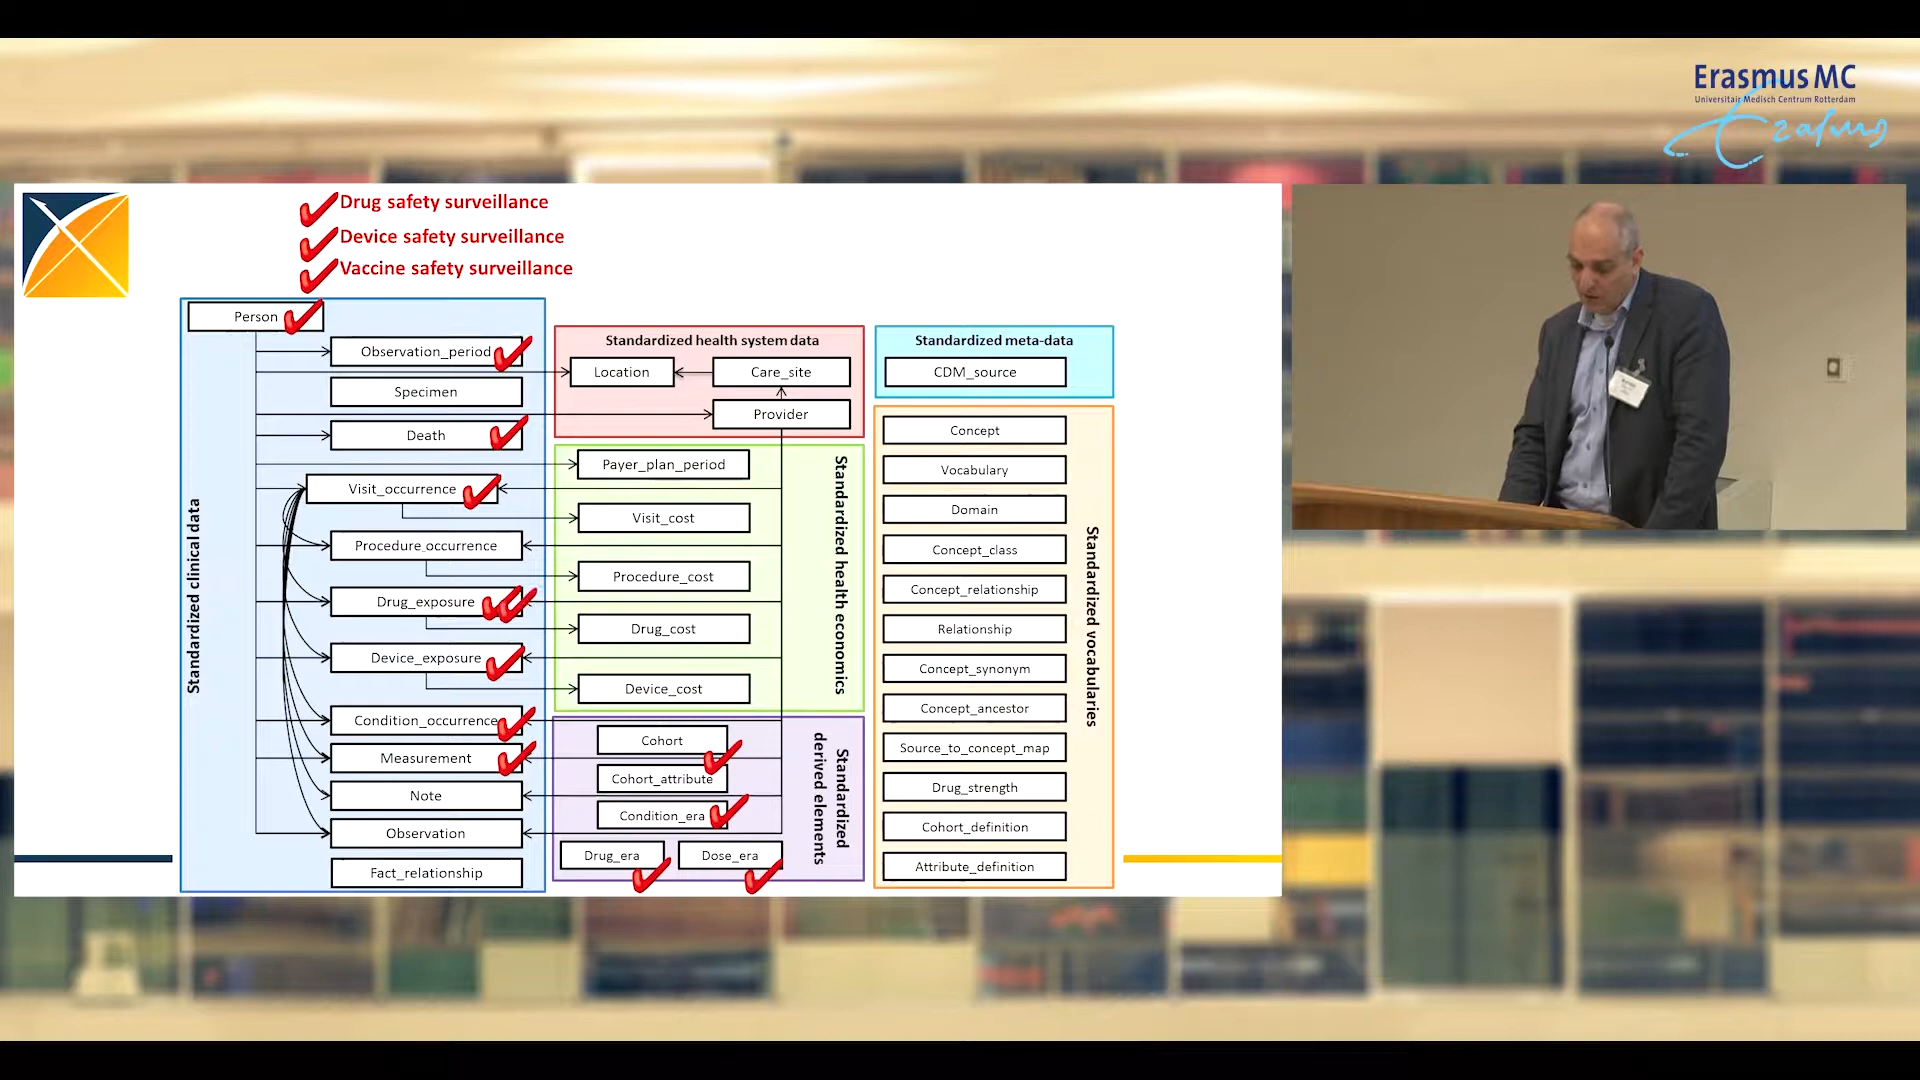 Erasmus MC
Universitair Medisch Centrum Rotterdam
Erasmus
Drug safety surveillance
Device safety surveillance
Vaccine safety surveillance
Standardized clinical data
Person
Observation_period
Specimen
Death
Visit_occurrence
Procedure_occurrence
Drug_exposure
Device_exposure
Condition_occurrence
Measurement
Note
Observation
Fact_relationship
Standardized health system data
Location
Care_site
Provider
Standardized health economics
Payer_plan_period
Visit_cost
Procedure_cost
Drug_cost
Device_cost
Standardized
derived elements
Cohort
Cohort_attribute
Condition_era
Drug_era
Dose_era
Standardized meta-data
CDM_source
Standardized vocabularies
Concept
Vocabulary
Domain
Concept_class
Concept_relationship
Relationship
Concept_synonym
Concept_ancestor
Source_to_concept_map
Drug_strength
Cohort_definition
Attribute_definition